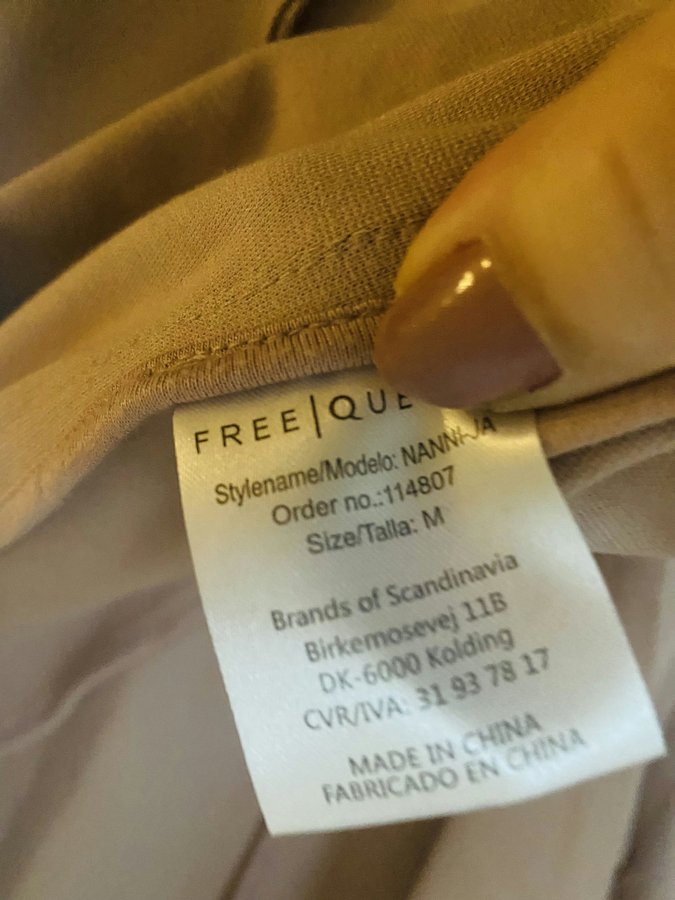 FREE|QUE
Stylename/Modelo: NANNI-JA
Order no.:114807
Size/Talla: M
Brands of Scandinavia
Birkemosevej 11B
DK-6000 Kolding
CVR/IVA: 31 93 78 17
MADE IN CHINA
FABRICADO EN CHINA